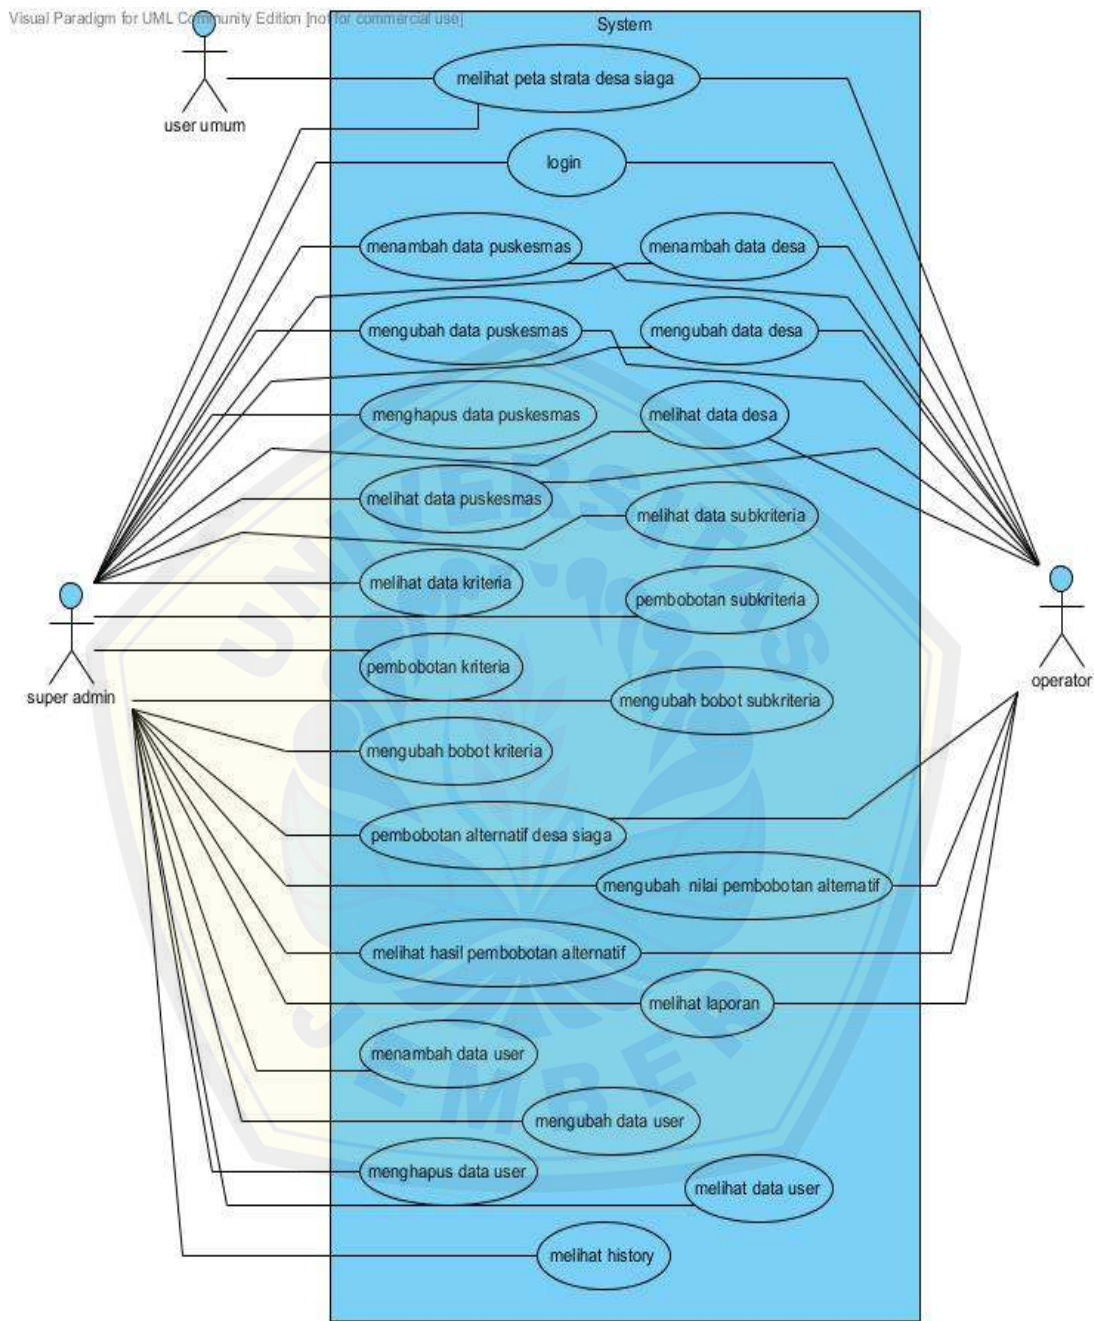 Visual Paradigm for UML Community Edition [not for commercial use]
System
melihat peta strata desa siaga
user umum
login
menambah data puskesmas
menambah data desa
mengubah data puskesmas
mengubah data desa
menghapus data puskesmas
melihat data desa
melihat data puskesmas
melihat data subkriteria
melihat data kriteria
pembobotan subkriteria
pembobotan kriteria
super admin
operator
mengubah bobot subkriteria
mengubah bobot kriteria
pembobotan alternatif desa siaga
mengubah nilai pembobotan alternatif
melihat hasil pembobotan alternatif
melihat laporan
menambah data user
mengubah data user
menghapus data user
melihat data user
melihat history
UNIVERSITAS
JEMBER